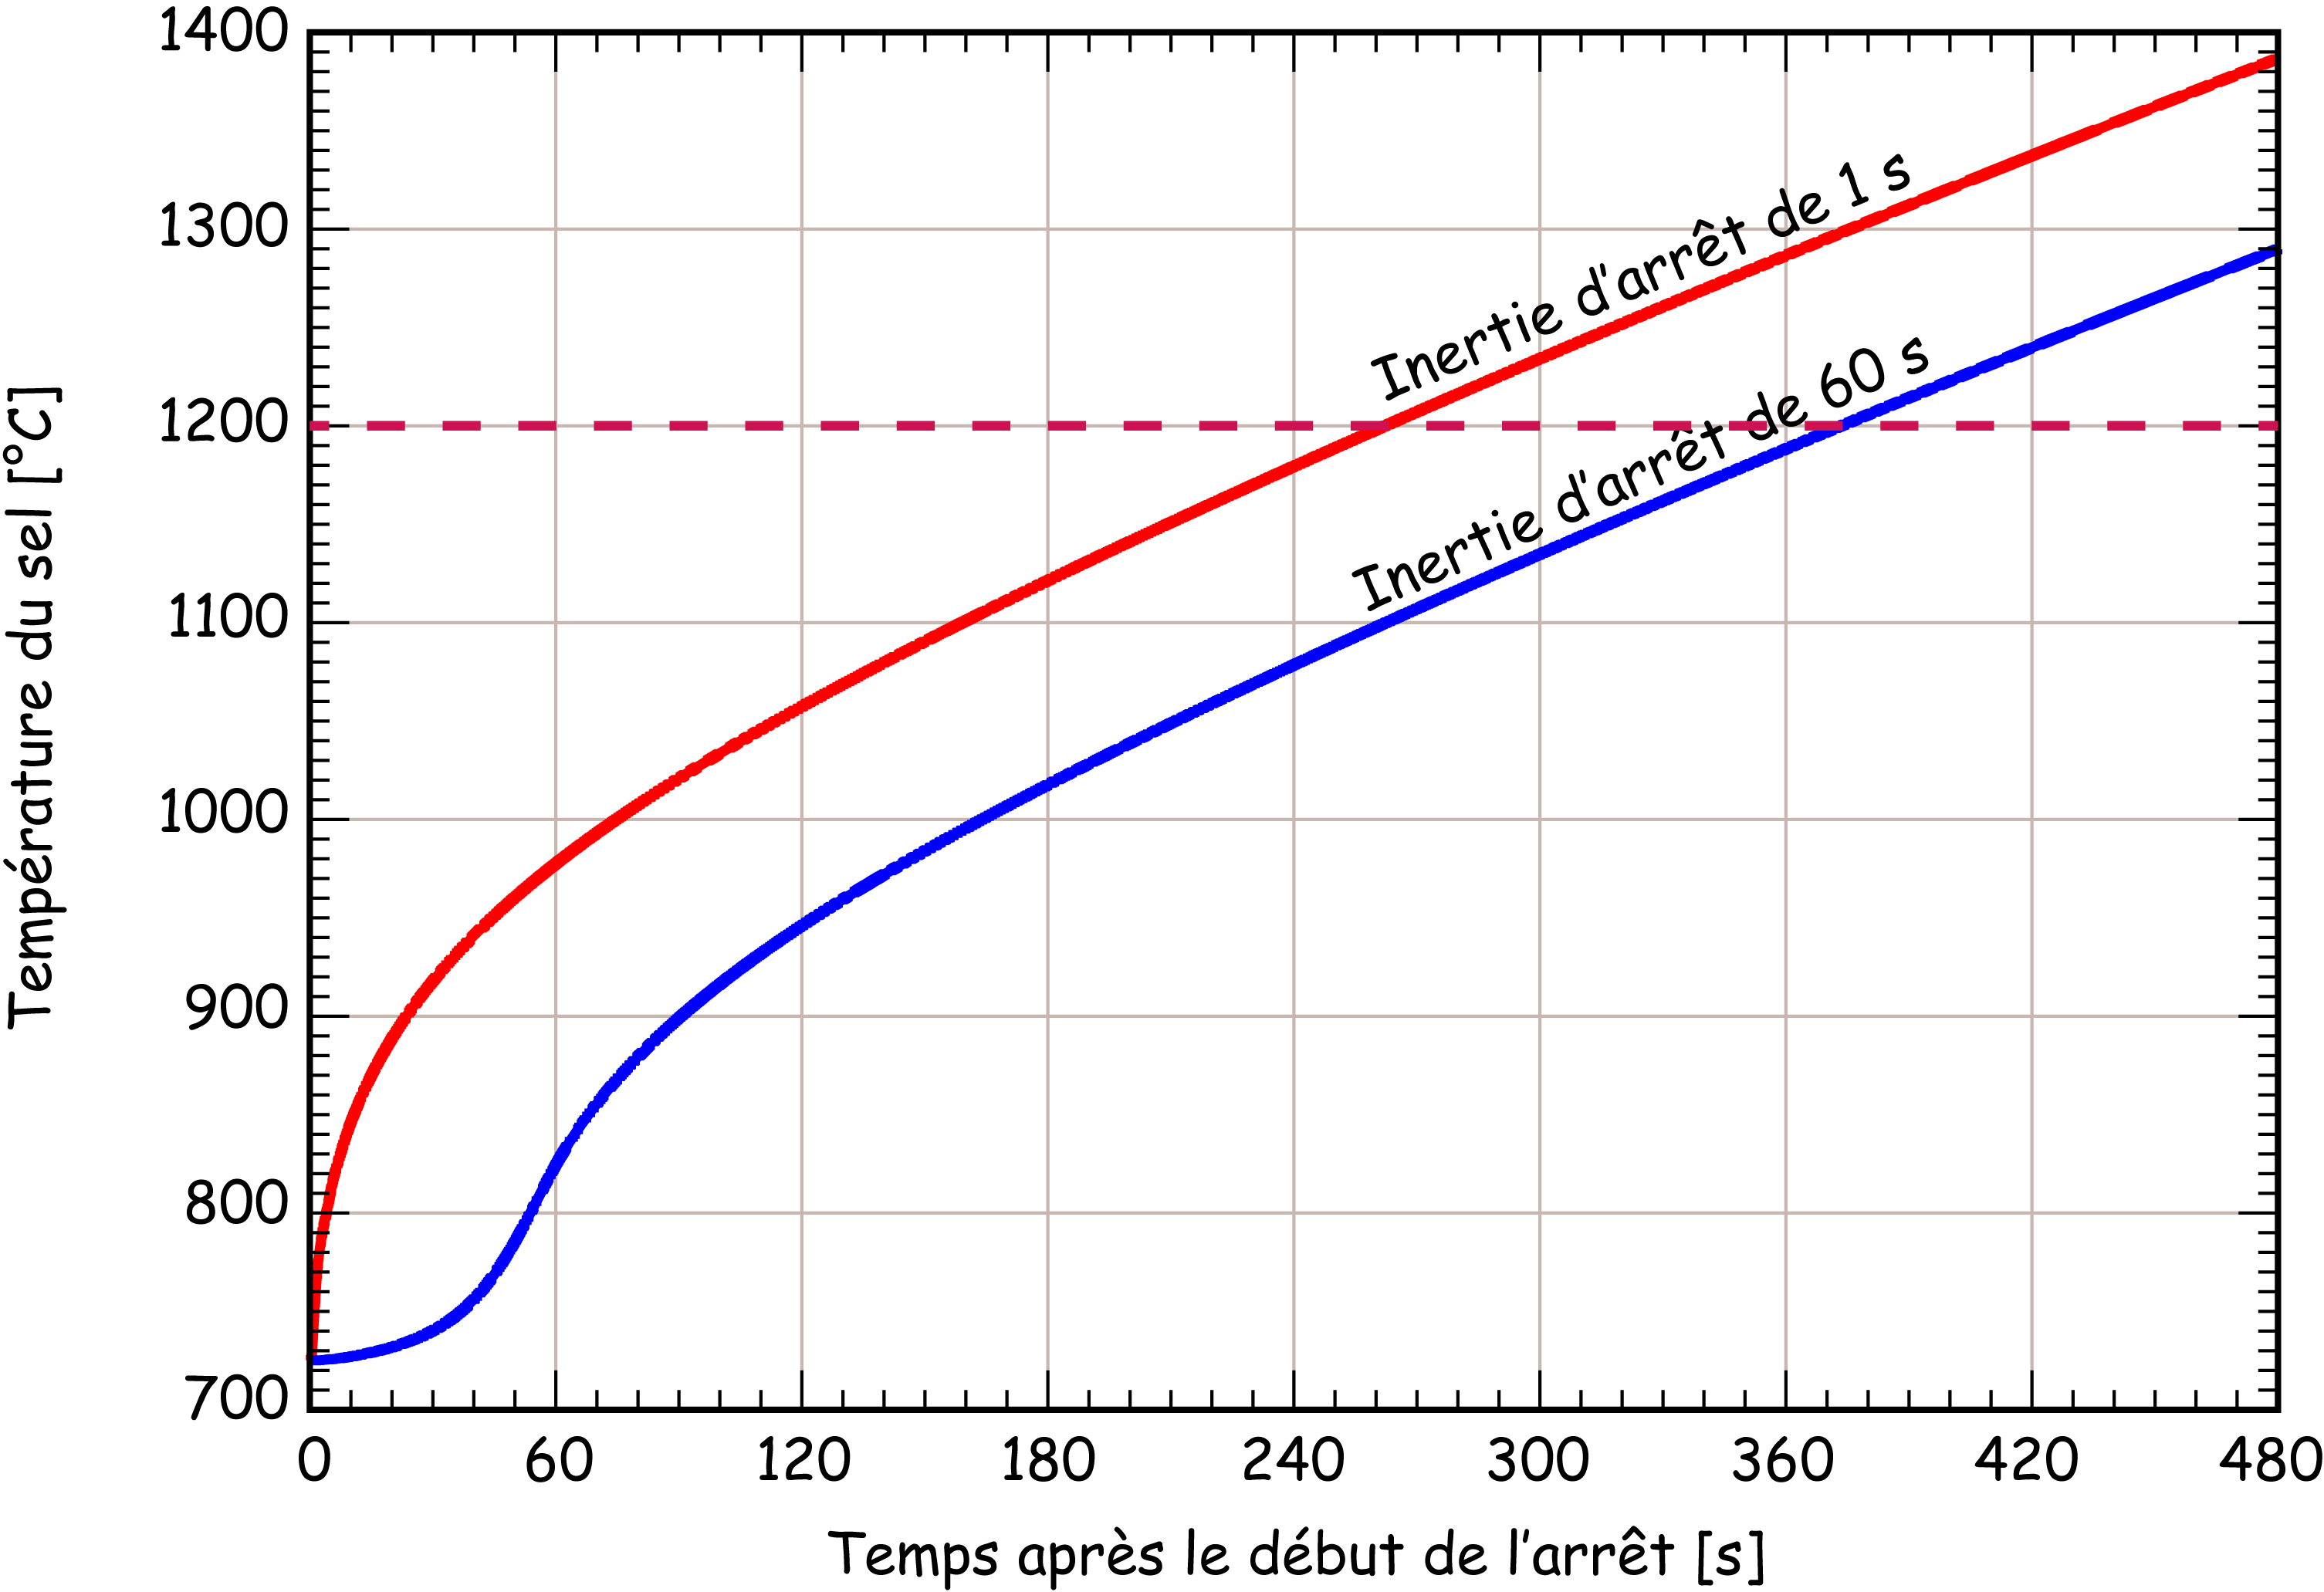 Température du sel [°C]
1400
1300
1200
1100
1000
900
800
700
Inertie d'arrêt de 1 s
Inertie d'arrêt de 60 s
0 60 120 180 240 300 360 420 480
Temps après le début de l'arrêt [s]